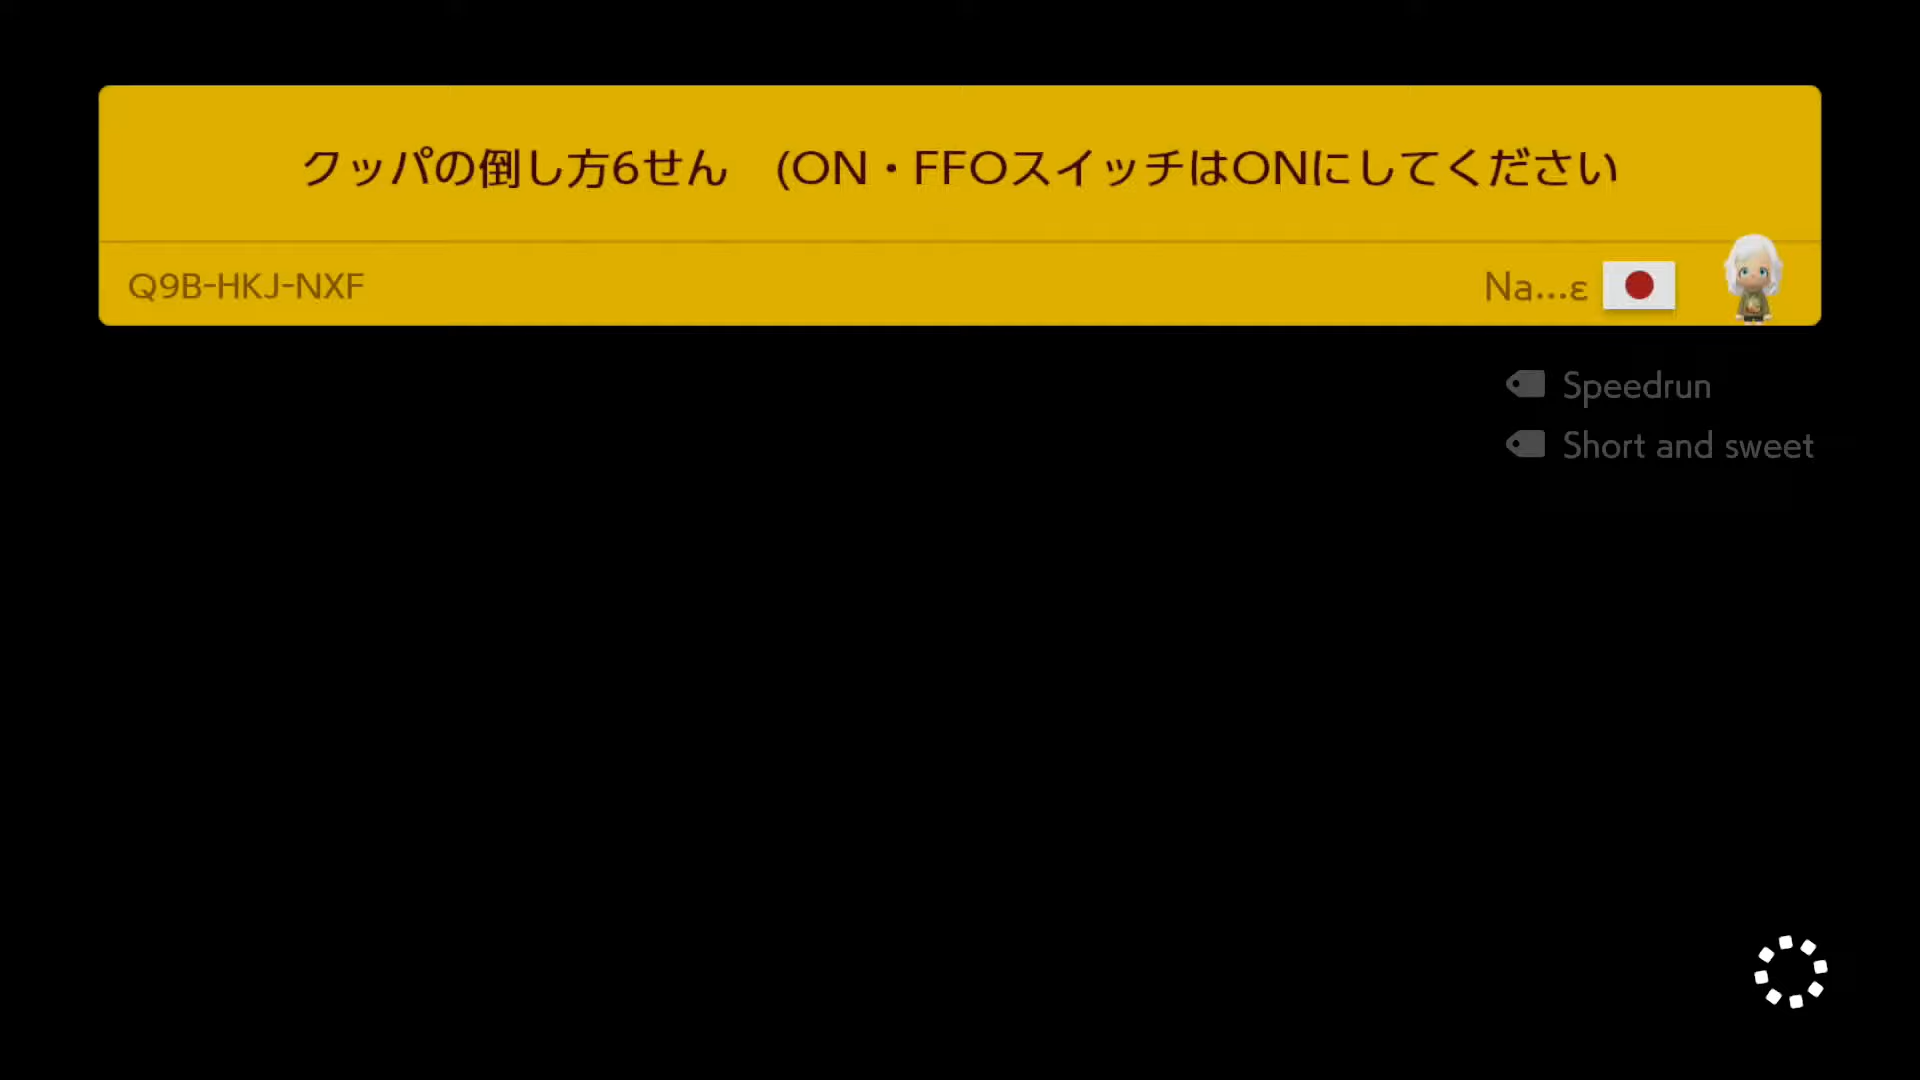 クッパの倒し方6せん　(ON・FFOスイッチはONにしてください
Q9B-HKJ-NXF
Na...ε
Speedrun
Short and sweet